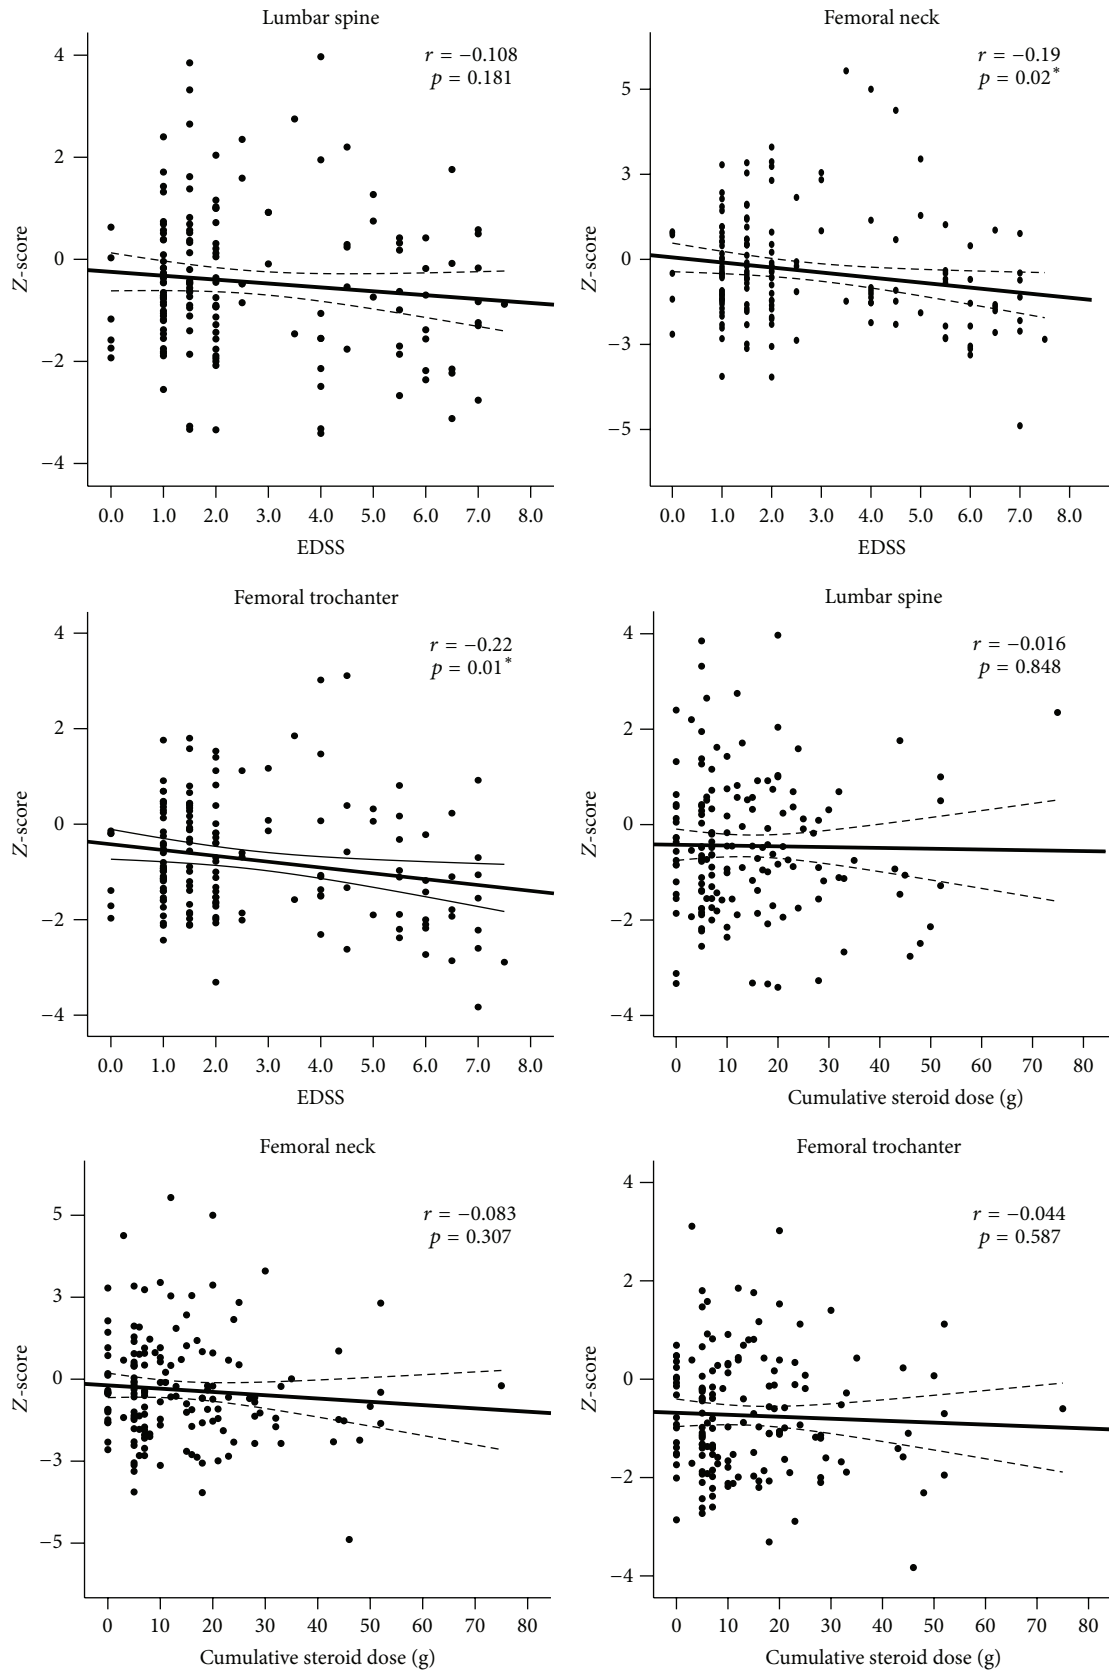 Lumbar spine
r = −0.108
p = 0.181
4
2
0
−2
−4
Z-score
0.0 1.0 2.0 3.0 4.0 5.0 6.0 7.0 8.0
EDSS
Femoral neck
r = −0.19
p = 0.02*
5
3
0
−3
−5
Z-score
0.0 1.0 2.0 3.0 4.0 5.0 6.0 7.0 8.0
EDSS
Femoral trochanter
r = −0.22
p = 0.01*
4
2
0
−2
−4
Z-score
0.0 1.0 2.0 3.0 4.0 5.0 6.0 7.0 8.0
EDSS
Lumbar spine
r = −0.016
p = 0.848
4
2
0
−2
−4
Z-score
0 10 20 30 40 50 60 70 80
Cumulative steroid dose (g)
Femoral neck
r = −0.083
p = 0.307
5
3
0
−3
−5
Z-score
0 10 20 30 40 50 60 70 80
Cumulative steroid dose (g)
Femoral trochanter
r = −0.044
p = 0.587
4
2
0
−2
−4
Z-score
0 10 20 30 40 50 60 70 80
Cumulative steroid dose (g)